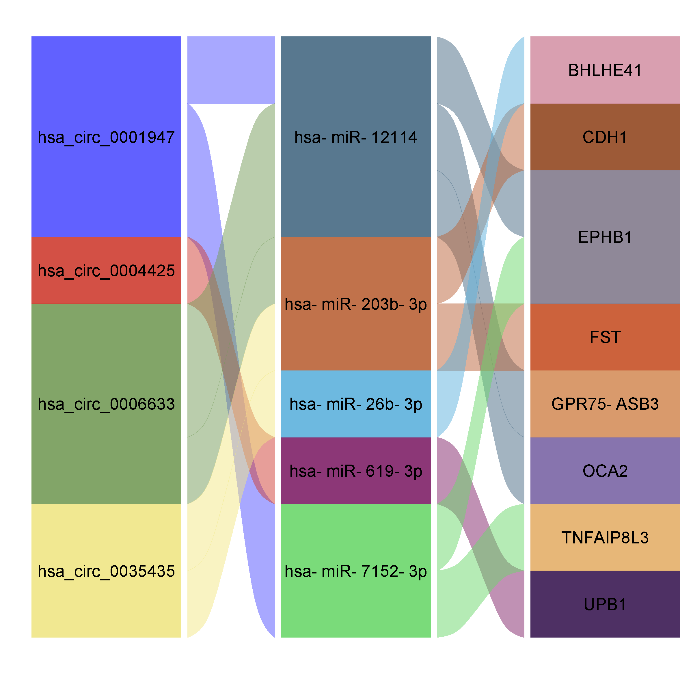 hsa_circ_0001947
hsa_circ_0004425
hsa_circ_0006633
hsa_circ_0035435
hsa- miR- 12114
hsa- miR- 203b- 3p
hsa- miR- 26b- 3p
hsa- miR- 619- 3p
hsa- miR- 7152- 3p
BHLHE41
CDH1
EPHB1
FST
GPR75- ASB3
OCA2
TNFAIP8L3
UPB1